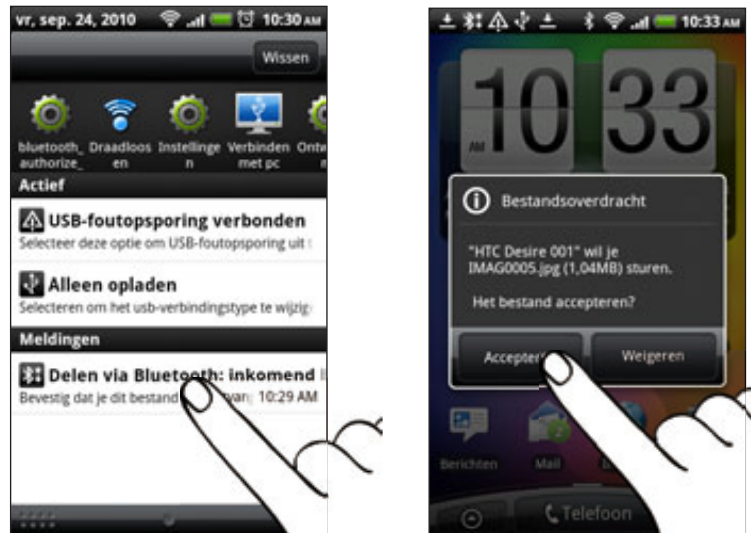 vr, sep. 24, 2010
10:30 AM
Wissen
bluetooth_
authorize_
Draadloos
en
Instellinge
n
Verbinden
met pc
Actief
USB-foutopsporing verbonden
Selecteer deze optie om USB-foutopsporing uit
Alleen opladen
Selecteren om het usb-verbindingstype te wijzig
Meldingen
Delen via Bluetooth: inkomend
Bevestig dat je dit bestand 10:29 AM
10:33 AM
10 33
AM
Bestandsoverdracht
"HTC Desire 001" wil je
IMAG0005.jpg (1,04MB) sturen.
Het bestand accepteren?
Weigeren
Berichten
Mail
2
Telefoon